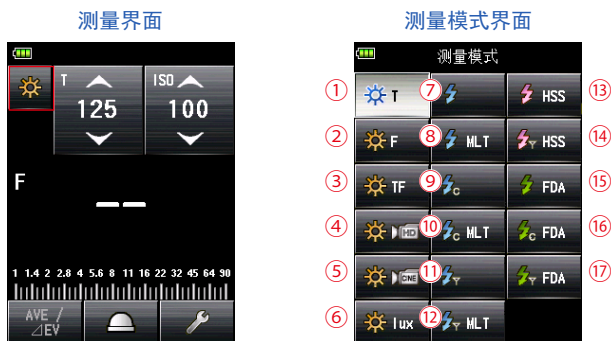 测量界面
T
ISO
125
100
F
1 1.4 2 2.8 4 5.6 8 11 16 22 32 45 64 90
AVE /
⊿EV
测量模式界面
测量模式
① T ⑦ HSS ⑬
② F ⑧ MLT HSS ⑭
③ TF ⑨ C FDA ⑮
④ HD ⑩ C MLT C FDA ⑯
⑤ CINE ⑪ FDA ⑰
⑥ lux ⑫ MLT